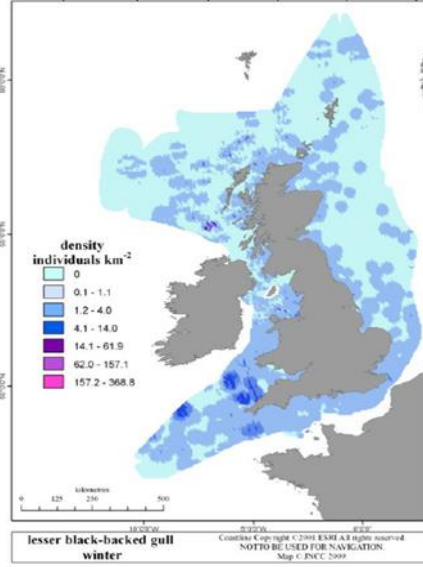 density
individuals km-2
0
0.1 - 1.1
1.2 - 4.0
4.1 - 14.0
14.1 - 61.9
62.0 - 157.1
157.2 - 368.8
kilometres
0 125 250 500
lesser black-backed gull
winter
Coastline Copyright ©2001 ESRI All rights reserved
NOT TO BE USED FOR NAVIGATION.
Map © JNCC 2009